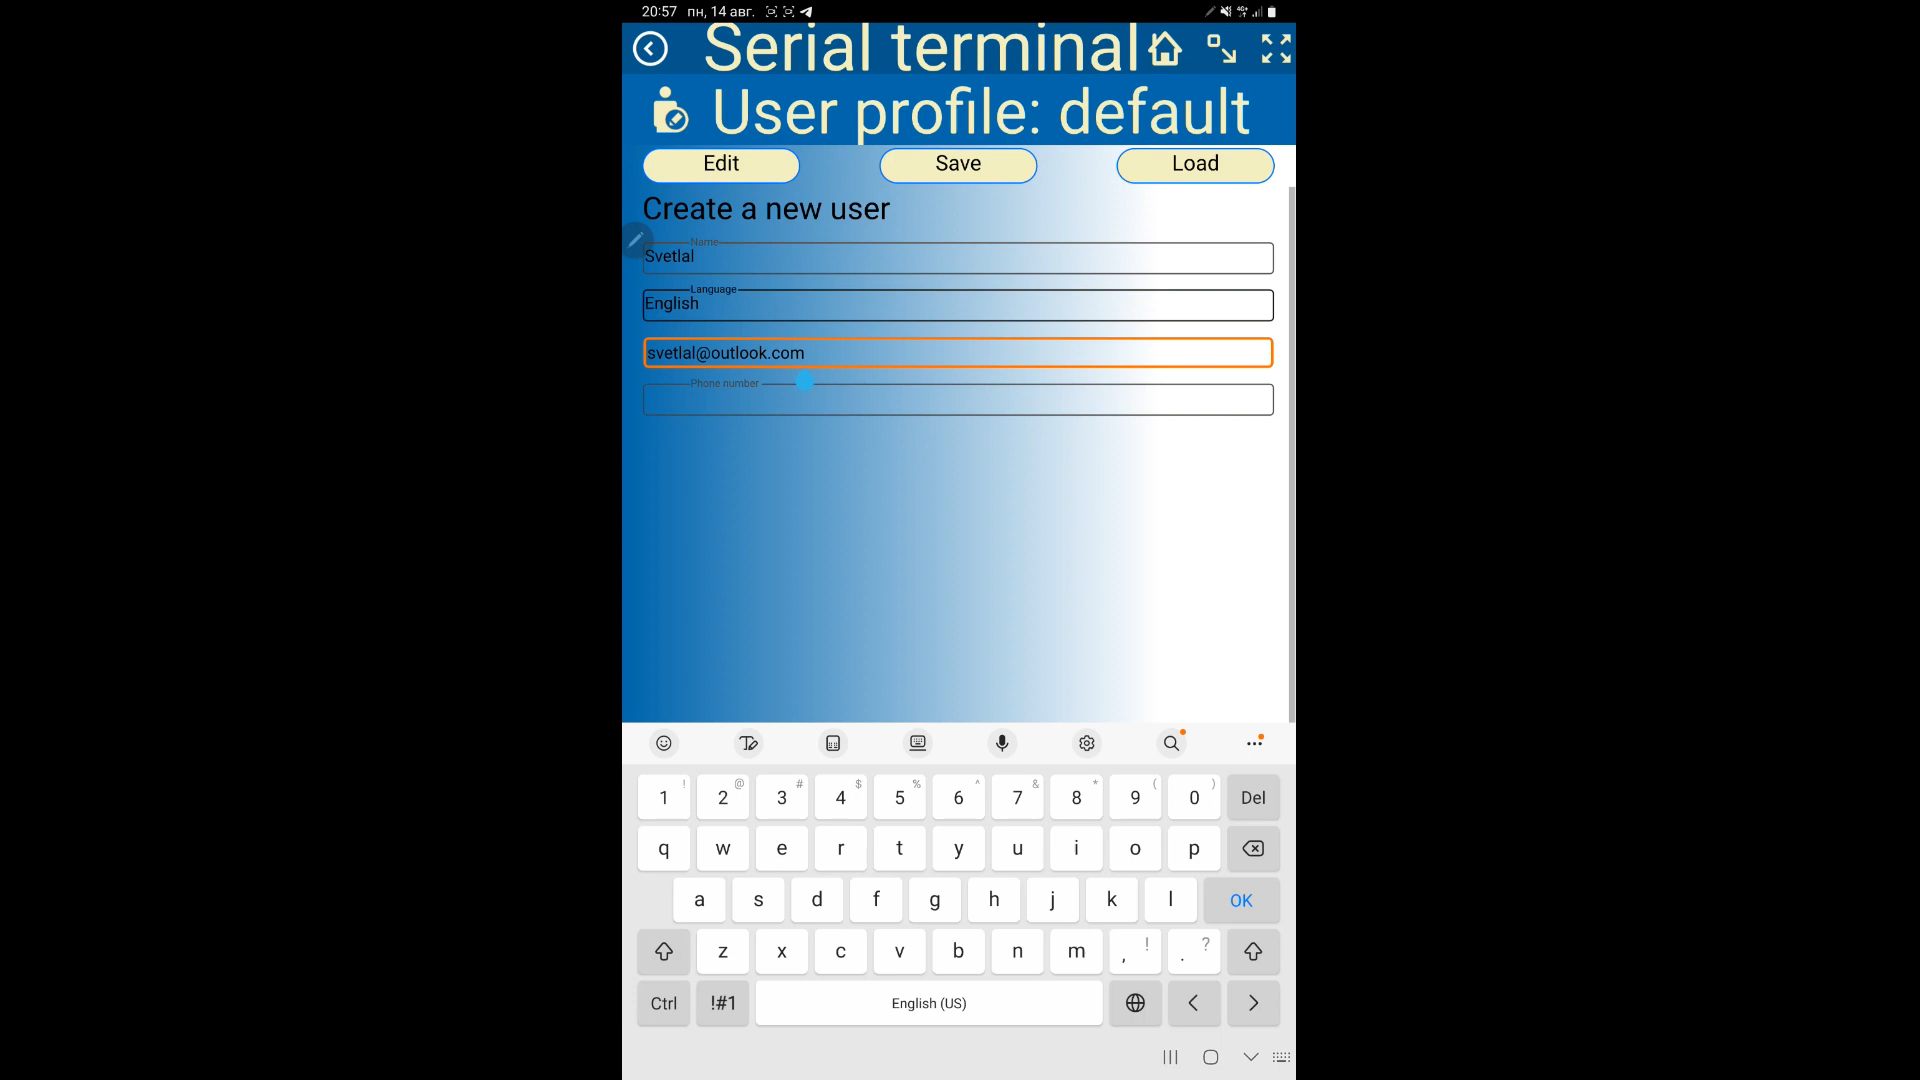 20:57 пн, 14 авг. 4G+
Serial terminal
User profile: default
Edit Save Load
Create a new user
Name
Svetlal
Language
English
svetlal@outlook.com
Phone number
! @ # $ % ^ & * ( )
1 2 3 4 5 6 7 8 9 0 Del
q w e r t y u i o p
a s d f g h j k l OK
z x c v b n m , ! . ?
Ctrl !#1 English (US)